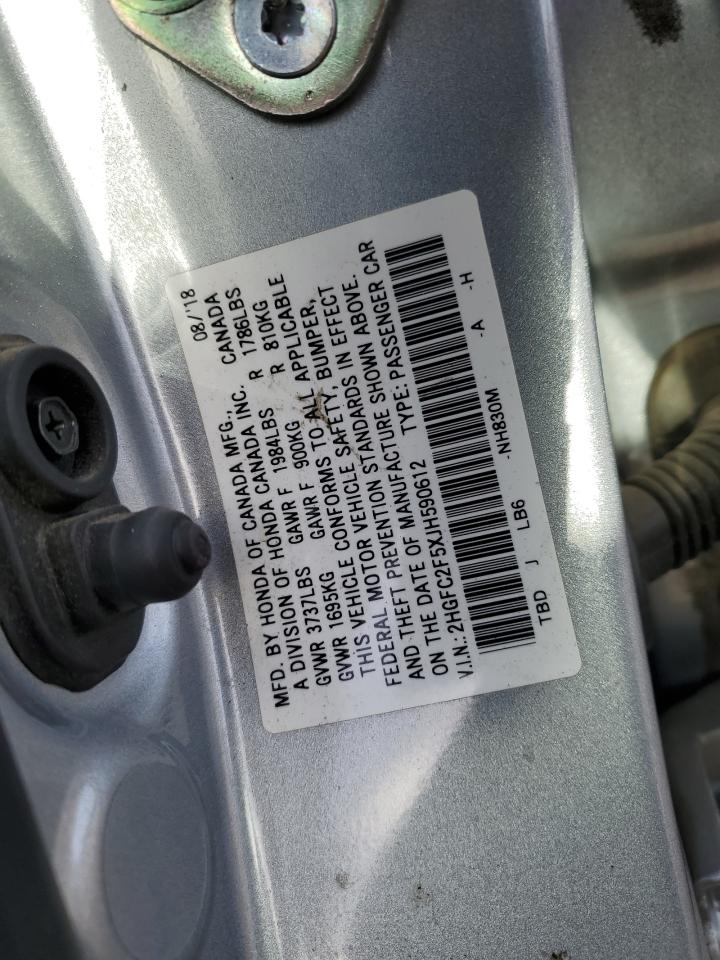 MFD. BY HONDA OF CANADA MFG., 08/'18
A DIVISION OF HONDA CANADA INC. CANADA
GVWR 3737LBS GAWR F 1984LBS R 1786LBS
GVWR 1695KG GAWR F 900KG R 810KG
THIS VEHICLE CONFORMS TO ALL APPLICABLE
FEDERAL MOTOR VEHICLE SAFETY, BUMPER,
AND THEFT PREVENTION STANDARDS IN EFFECT
ON THE DATE OF MANUFACTURE SHOWN ABOVE.
V.I.N.: 2HGFC2F5XJH590612 TYPE: PASSENGER CAR
TBD J LB6 -NH830M -A -H